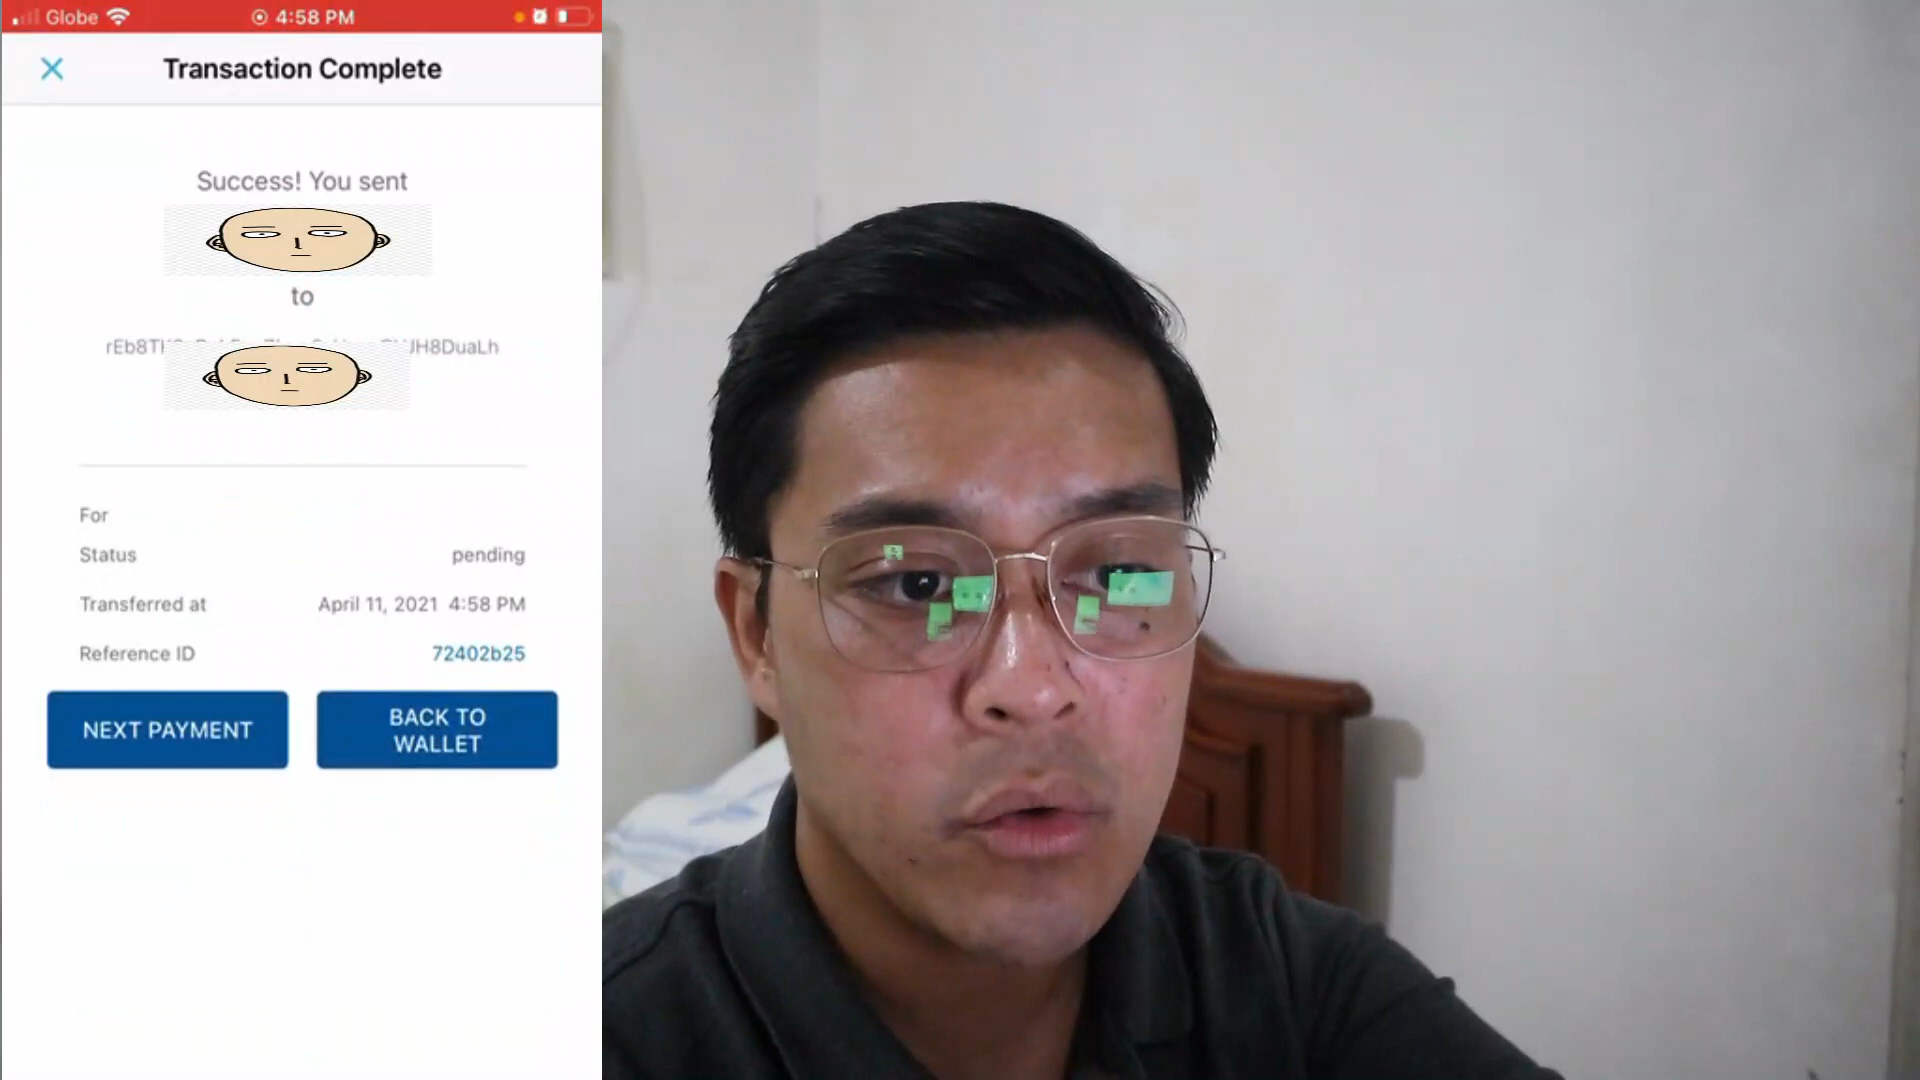 Globe 4:58 PM
Transaction Complete
Success! You sent
to
JH8DuaLh
For
Status pending
Transferred at April 11, 2021 4:58 PM
Reference ID 72402b25
NEXT PAYMENT BACK TO WALLET